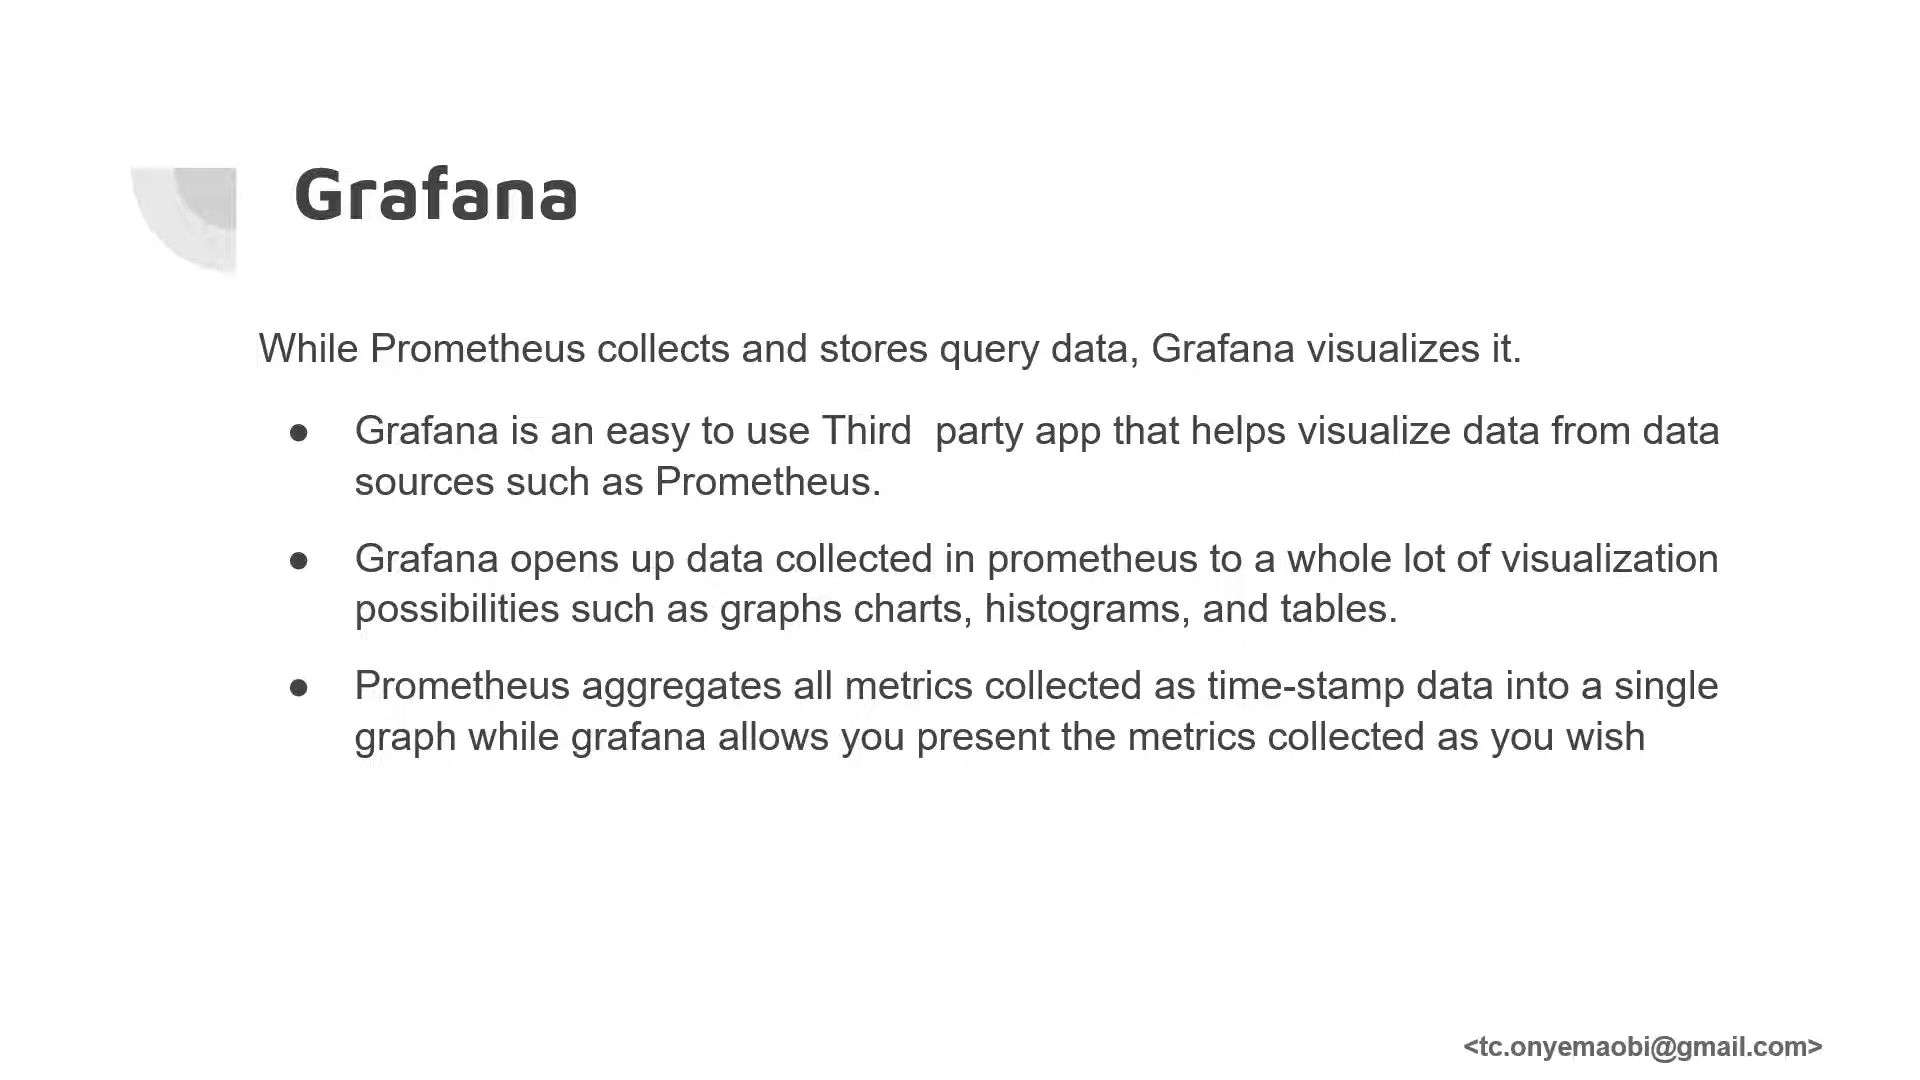 Grafana
While Prometheus collects and stores query data, Grafana visualizes it.
● Grafana is an easy to use Third  party app that helps visualize data from data
sources such as Prometheus.
● Grafana opens up data collected in prometheus to a whole lot of visualization
possibilities such as graphs charts, histograms, and tables.
● Prometheus aggregates all metrics collected as time-stamp data into a single
graph while grafana allows you present the metrics collected as you wish
<tc.onyemaobi@gmail.com>